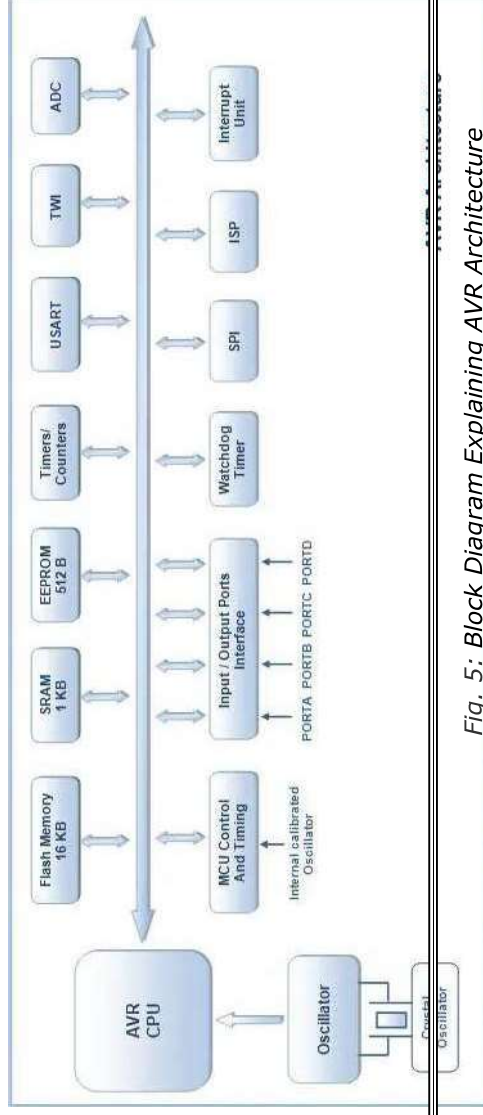 Flash Memory
16 KB
SRAM
1 KB
EEPROM
512 B
Timers/
Counters
USART
TWI
ADC
AVR
CPU
MCU Control
And Timing
Input / Output Ports
Interface
Watchdog
Timer
SPI
ISP
Interrupt
Unit
Internal calibrated
Oscillator
PORTA PORTB PORTC PORTD
Oscillator
Crystal
Oscillator
AVR Architecture
Fig. 5: Block Diagram Explaining AVR Architecture